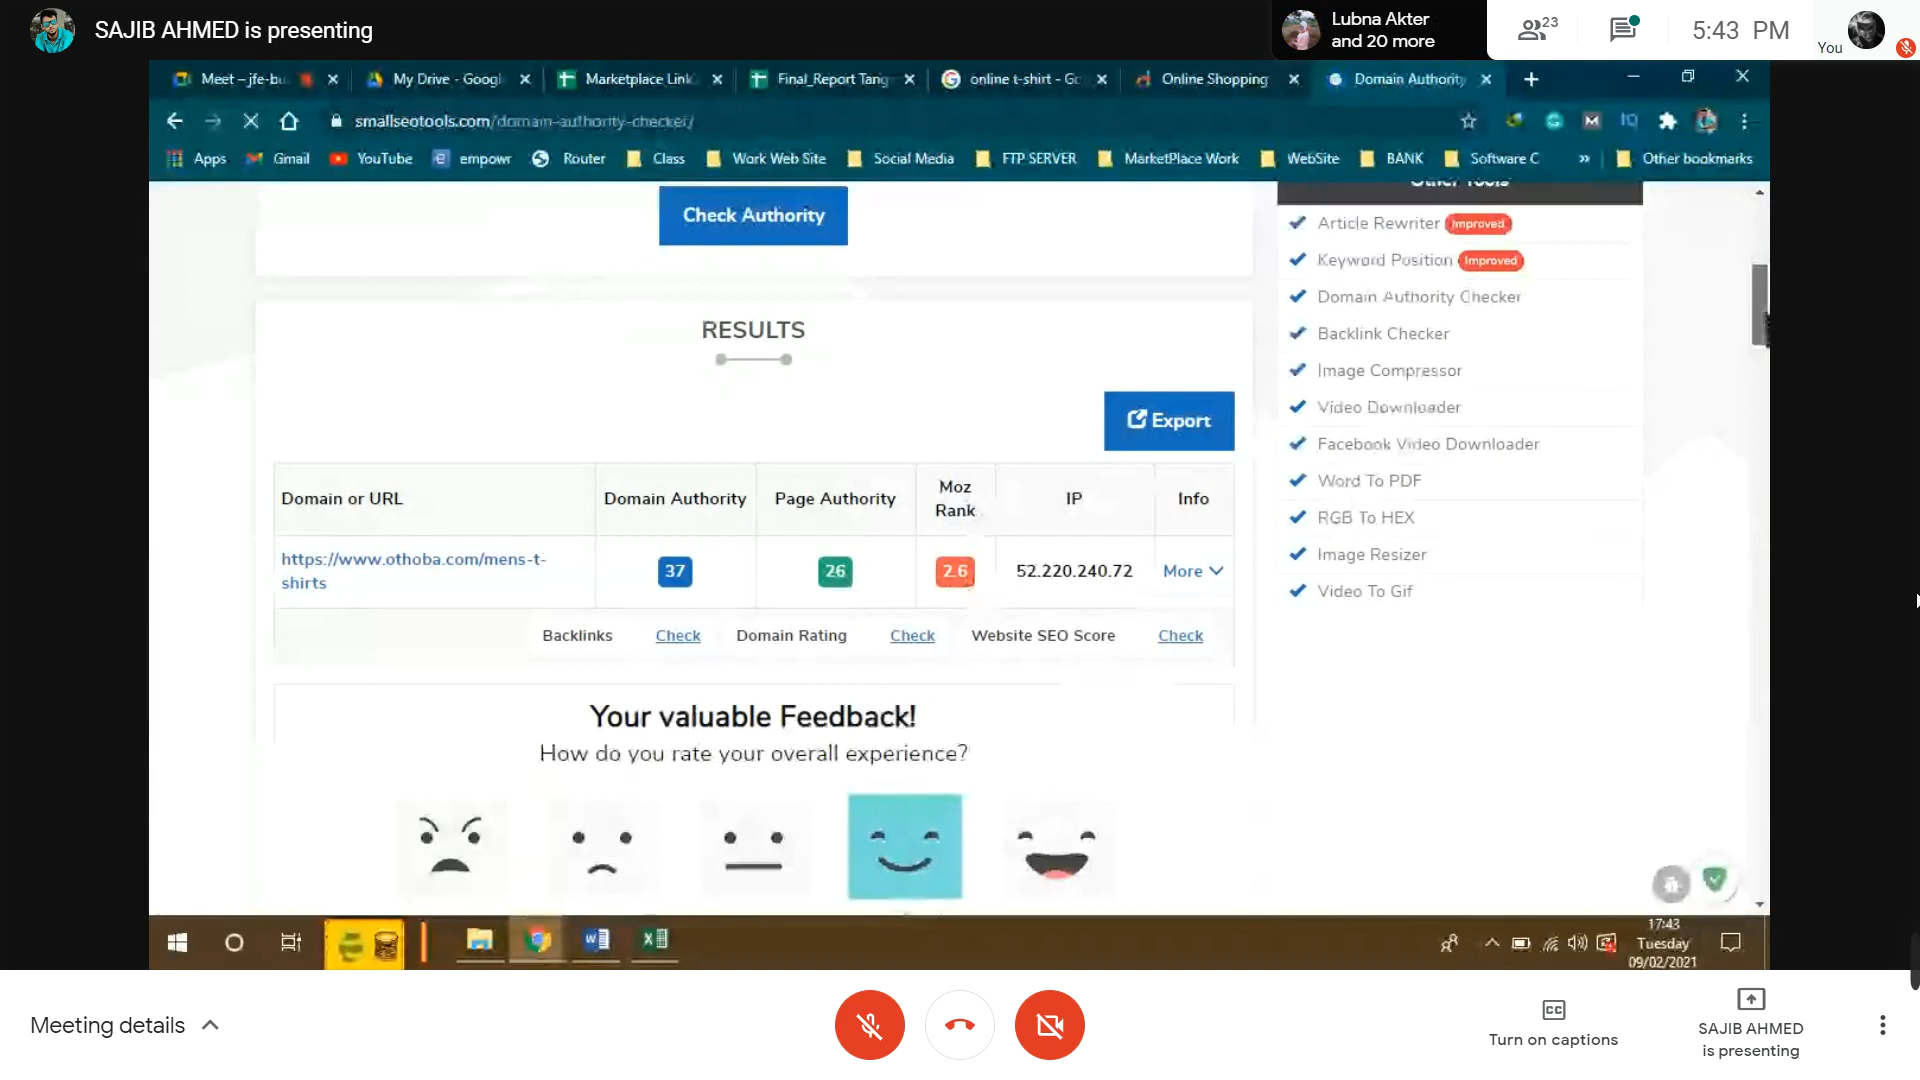 SAJIB AHMED is presenting
Lubna Akter
and 20 more
23
5:43 PM
You
Meet – jfe-bu
My Drive - Googl
Marketplace Link
Final_Report Tang
online t-shirt - Go
Online Shopping
Domain Authority
smallseotools.com/domain-authority-checker/
Apps
Gmail
YouTube
empowr
Router
Class
Work Web Site
Social Media
FTP SERVER
MarketPlace Work
WebSite
BANK
Software C
»
Other bookmarks
Check Authority
RESULTS
Export
Domain or URL
Domain Authority
Page Authority
Moz
Rank
IP
Info
https://www.othoba.com/mens-t-
shirts
37
26
2.6
52.220.240.72
More
Backlinks
Check
Domain Rating
Check
Website SEO Score
Check
Your valuable Feedback!
How do you rate your overall experience?
Other Tools
Article Rewriter Improved
Keyword Position Improved
Domain Authority Checker
Backlink Checker
Image Compressor
Video Downloader
Facebook Video Downloader
Word To PDF
RGB To HEX
Image Resizer
Video To Gif
17:43
Tuesday
09/02/2021
Meeting details
Turn on captions
SAJIB AHMED
is presenting